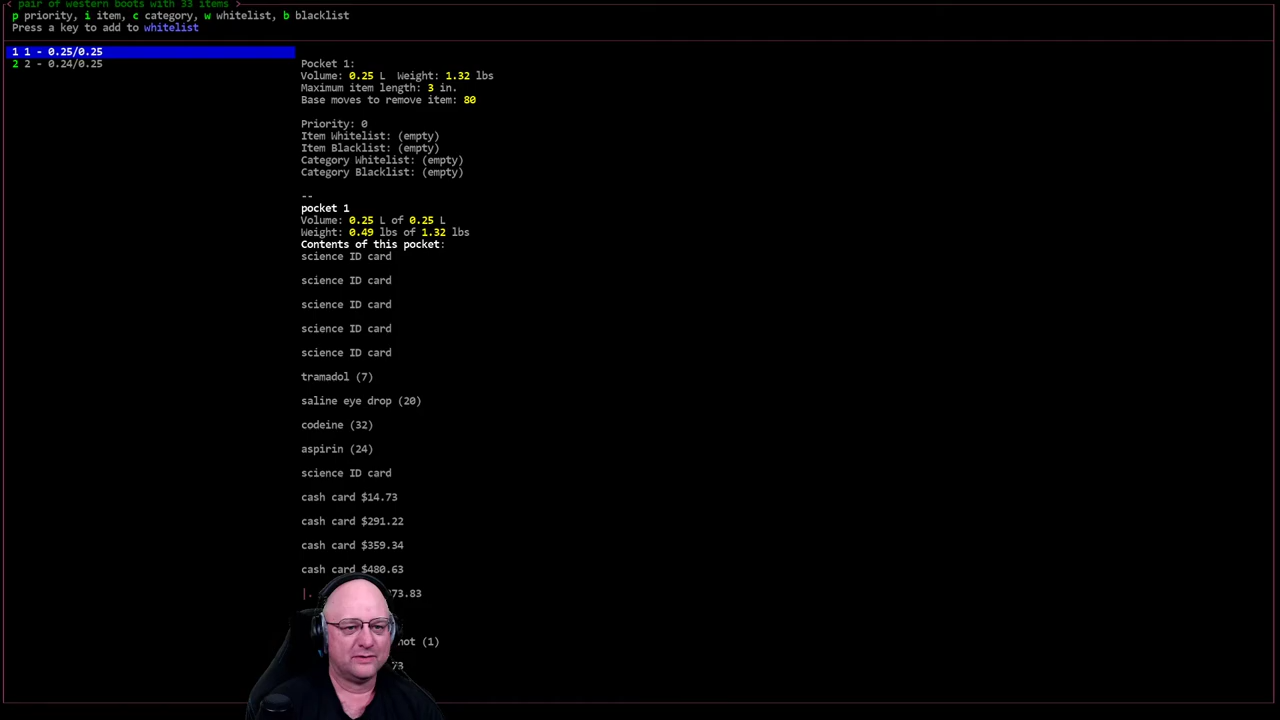 < pair of western boots with 33 items >
p priority, i item, c category, w whitelist, b blacklist
Press a key to add to whitelist
1 1 - 0.25/0.25
2 2 - 0.24/0.25
Pocket 1:
Volume: 0.25 L  Weight: 1.32 lbs
Maximum item length: 3 in.
Base moves to remove item: 80
Priority: 0
Item Whitelist: (empty)
Item Blacklist: (empty)
Category Whitelist: (empty)
Category Blacklist: (empty)
--
pocket 1
Volume: 0.25 L of 0.25 L
Weight: 0.49 lbs of 1.32 lbs
Contents of this pocket:
science ID card
science ID card
science ID card
science ID card
science ID card
tramadol (7)
saline eye drop (20)
codeine (32)
aspirin (24)
science ID card
cash card $14.73
cash card $291.22
cash card $359.34
cash card $480.63
|. 73.83
hot (1)
73